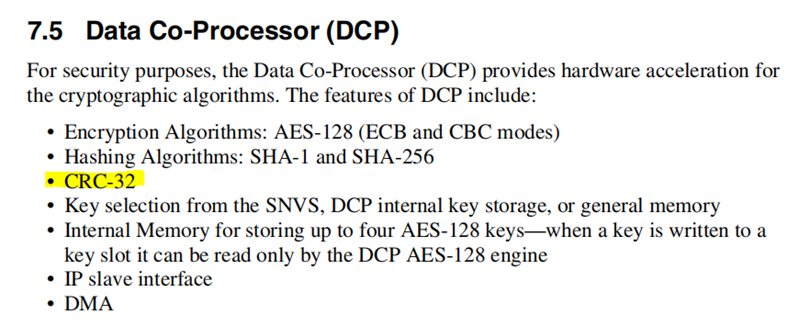 7.5 Data Co-Processor (DCP)
For security purposes, the Data Co-Processor (DCP) provides hardware acceleration for
the cryptographic algorithms. The features of DCP include:
• Encryption Algorithms: AES-128 (ECB and CBC modes)
• Hashing Algorithms: SHA-1 and SHA-256
• CRC-32
• Key selection from the SNVS, DCP internal key storage, or general memory
• Internal Memory for storing up to four AES-128 keys—when a key is written to a
key slot it can be read only by the DCP AES-128 engine
• IP slave interface
• DMA